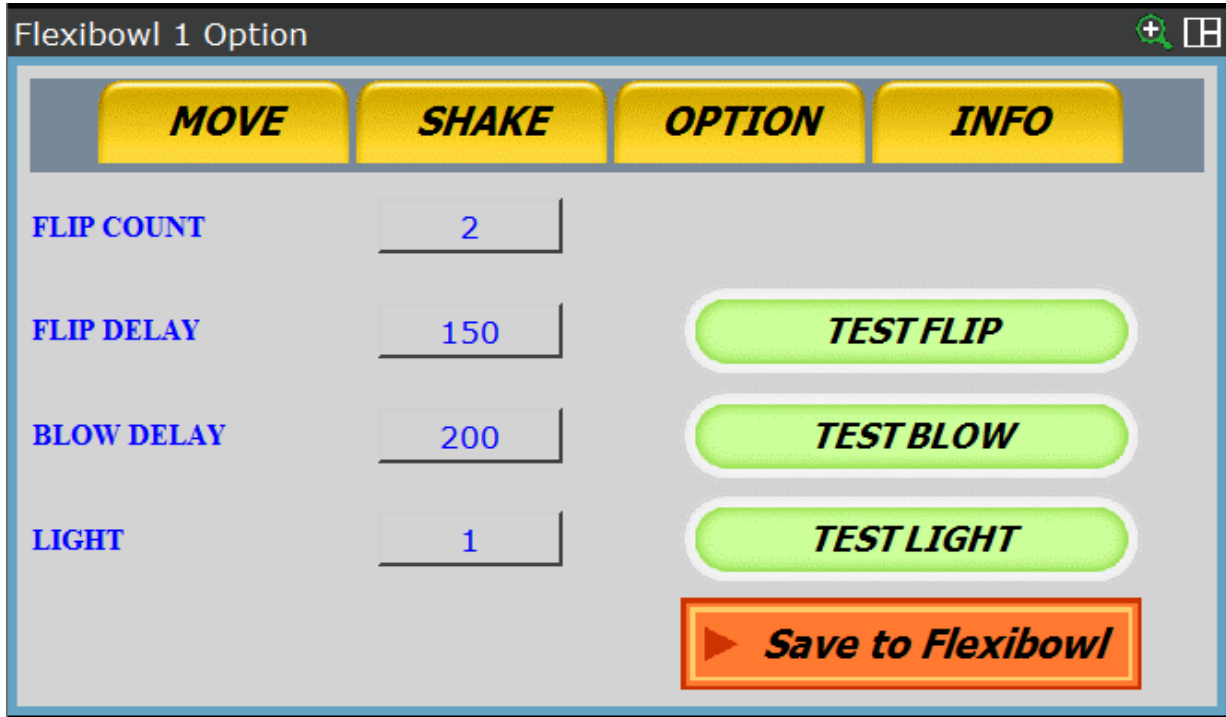 Flexibowl 1 Option
MOVE SHAKE OPTION INFO
FLIP COUNT 2
FLIP DELAY 150 TEST FLIP
BLOW DELAY 200 TEST BLOW
LIGHT 1 TEST LIGHT
Save to Flexibowl